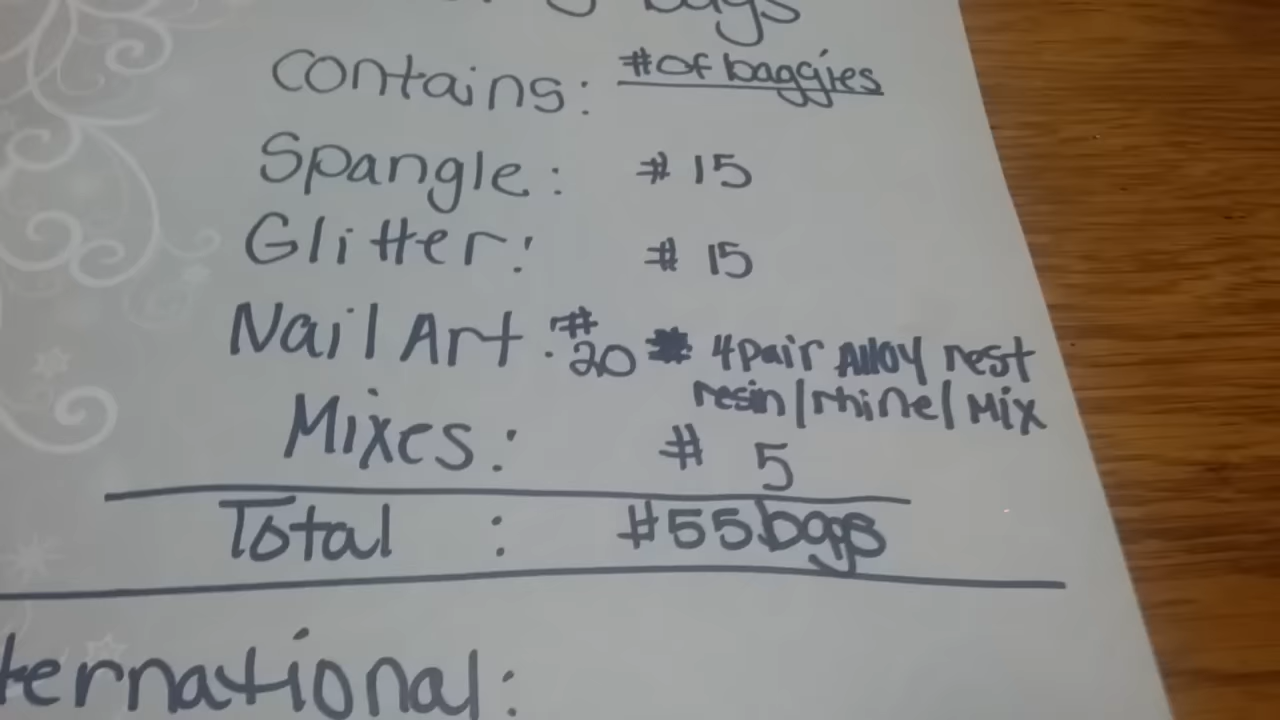 bags
Contains: #of baggies
Spangle: # 15
Glitter: # 15
Nail Art: #20 4pair Alloy rest
resin/rhine/Mix
Mixes: # 5
Total : #55bags
ternational: